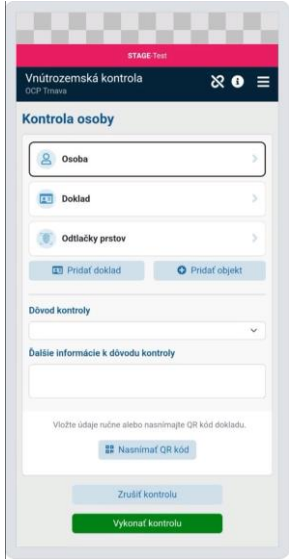 STAGE-Test
Vnútrozemská kontrola
OCP Trnava
Kontrola osoby
Osoba
Doklad
Odtlačky prstov
Pridať doklad
Pridať objekt
Dôvod kontroly
Ďalšie informácie k dôvodu kontroly
Vložte údaje ručne alebo nasnímajte QR kód dokladu.
Nasnímať QR kód
Zrušiť kontrolu
Vykonať kontrolu